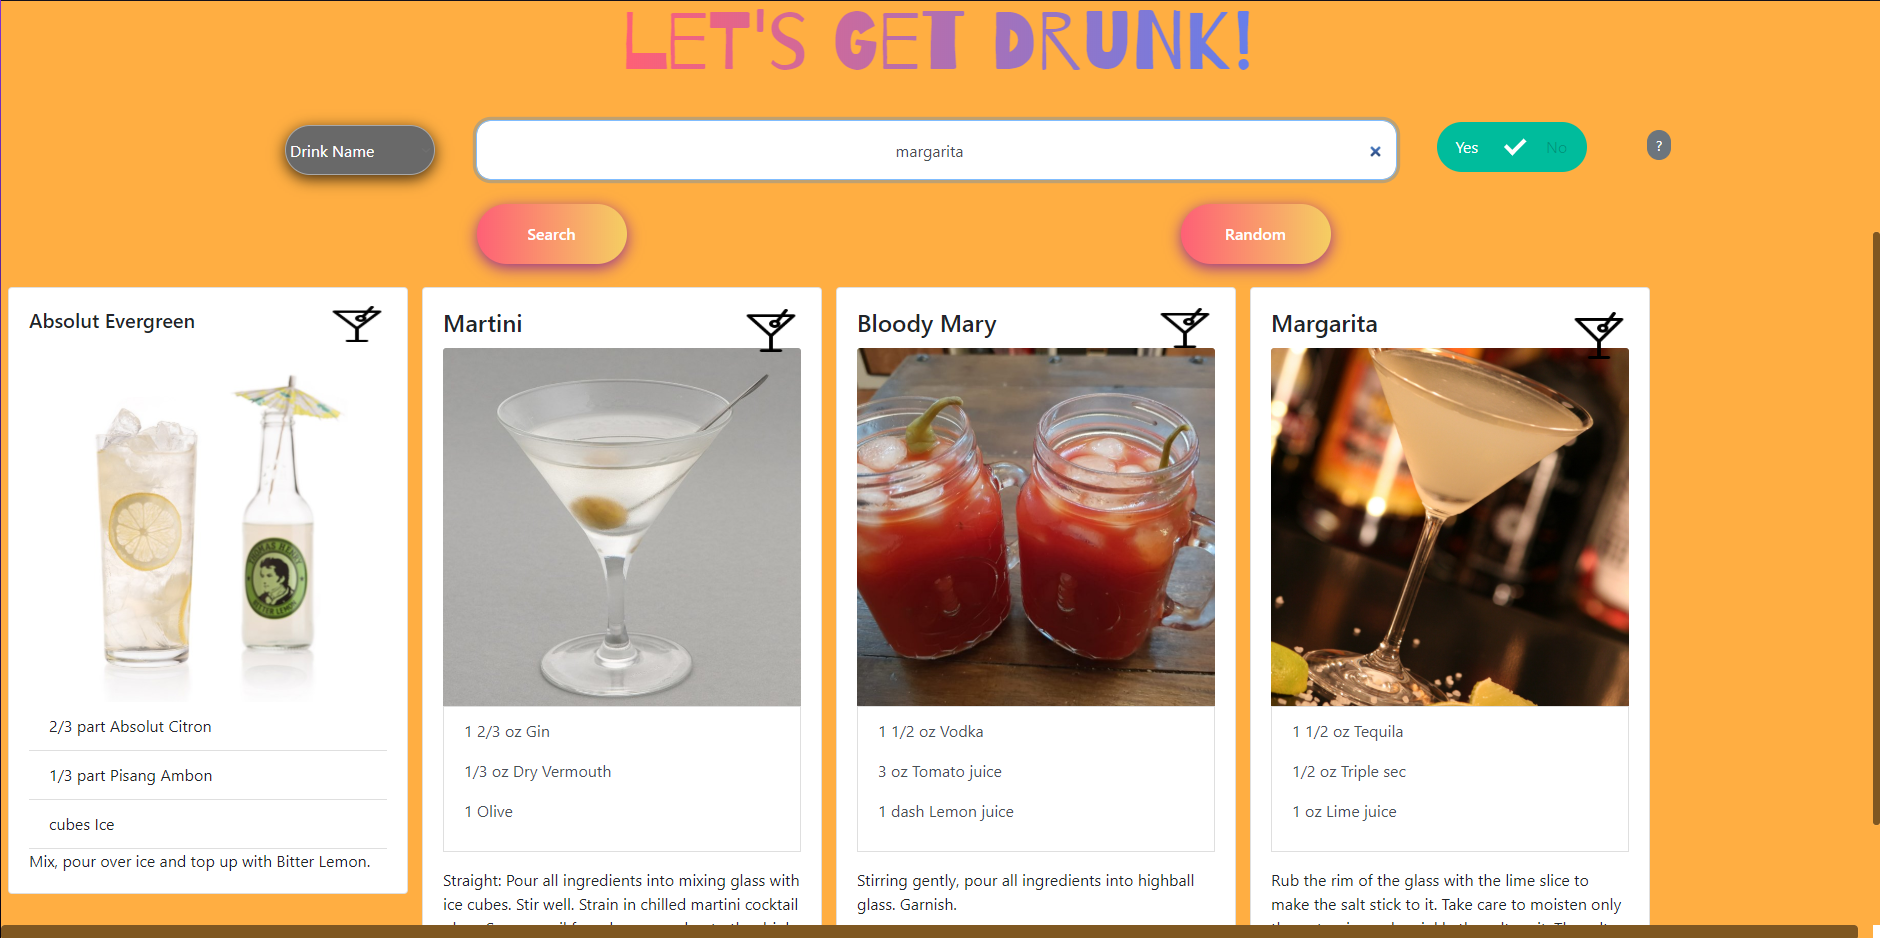 LET'S GET DRUNK!
Drink Name
margarita
Yes
No
?
Search
Random
Absolut Evergreen
THOMAS HENRY
BITTER LEMON
2/3 part Absolut Citron
1/3 part Pisang Ambon
cubes Ice
Mix, pour over ice and top up with Bitter Lemon.
Martini
1 2/3 oz Gin
1/3 oz Dry Vermouth
1 Olive
Straight: Pour all ingredients into mixing glass with
ice cubes. Stir well. Strain in chilled martini cocktail
Bloody Mary
1 1/2 oz Vodka
3 oz Tomato juice
1 dash Lemon juice
Stirring gently, pour all ingredients into highball
glass. Garnish.
Margarita
1 1/2 oz Tequila
1/2 oz Triple sec
1 oz Lime juice
Rub the rim of the glass with the lime slice to
make the salt stick to it. Take care to moisten only